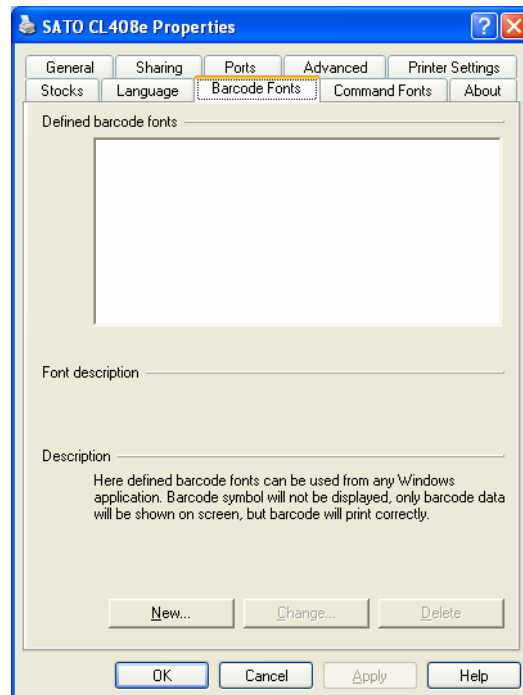 SATO CL408e Properties
General Sharing Ports Advanced Printer Settings
Stocks Language Barcode Fonts Command Fonts About
Defined barcode fonts
Font description
Description
Here defined barcode fonts can be used from any Windows
application. Barcode symbol will not be displayed, only barcode data
will be shown on screen, but barcode will print correctly.
New... Change... Delete
OK Cancel Apply Help